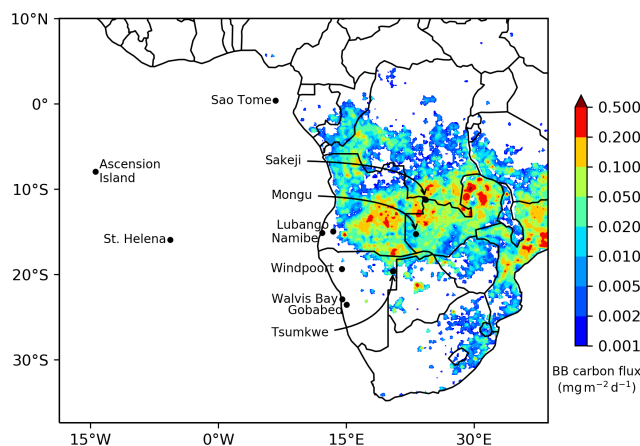 10°N
0°
10°S
20°S
30°S
15°W
0°W
15°E
30°E
Sao Tome
Sakeji
Ascension
Island
Mongu
Lubango
Namibe
St. Helena
Windpoort
Walvis Bay
Gobabed
Tsumkwe
0.500
0.200
0.100
0.050
0.020
0.010
0.005
0.002
0.001
BB carbon flux
(mg m⁻² d⁻¹)